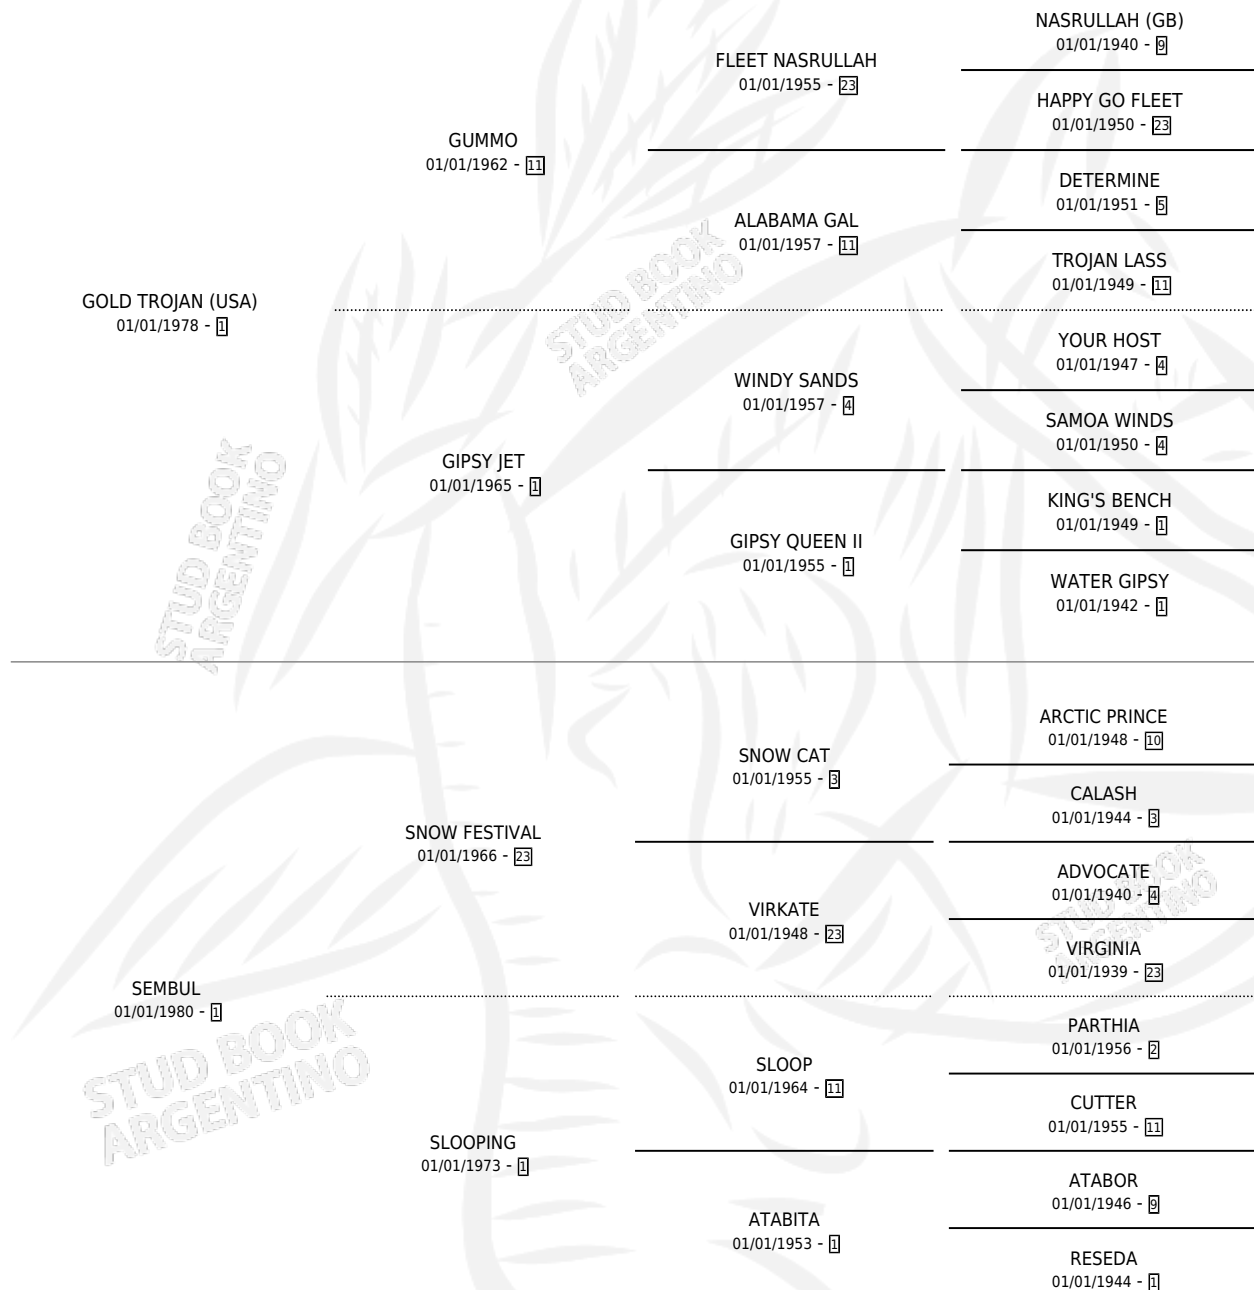 NASRULLAH (GB)
01/01/1940 - 9
FLEET NASRULLAH
01/01/1955 - 23
HAPPY GO FLEET
01/01/1950 - 23
GUMMO
01/01/1962 - 11
DETERMINE
01/01/1951 - 5
ALABAMA GAL
01/01/1957 - 11
TROJAN LASS
01/01/1949 - 11
GOLD TROJAN (USA)
01/01/1978 - 1
YOUR HOST
01/01/1947 - 4
WINDY SANDS
01/01/1957 - 4
SAMOA WINDS
01/01/1950 - 4
GIPSY JET
01/01/1965 - 1
KING'S BENCH
01/01/1949 - 1
GIPSY QUEEN II
01/01/1955 - 1
WATER GIPSY
01/01/1942 - 1
ARCTIC PRINCE
01/01/1948 - 10
SNOW CAT
01/01/1955 - 3
CALASH
01/01/1944 - 3
SNOW FESTIVAL
01/01/1966 - 23
ADVOCATE
01/01/1940 - 4
VIRKATE
01/01/1948 - 23
VIRGINIA
01/01/1939 - 23
SEMBUL
01/01/1980 - 1
PARTHIA
01/01/1956 - 2
SLOOP
01/01/1964 - 11
CUTTER
01/01/1955 - 11
SLOOPING
01/01/1973 - 1
ATABOR
01/01/1946 - 9
ATABITA
01/01/1953 - 1
RESEDA
01/01/1944 - 1
STUD BOOK
ARGENTINO
STUD BOOK
ARGENTINO
STUD BOOK
ARGENTINO
STUD BOOK
ARGENTINO